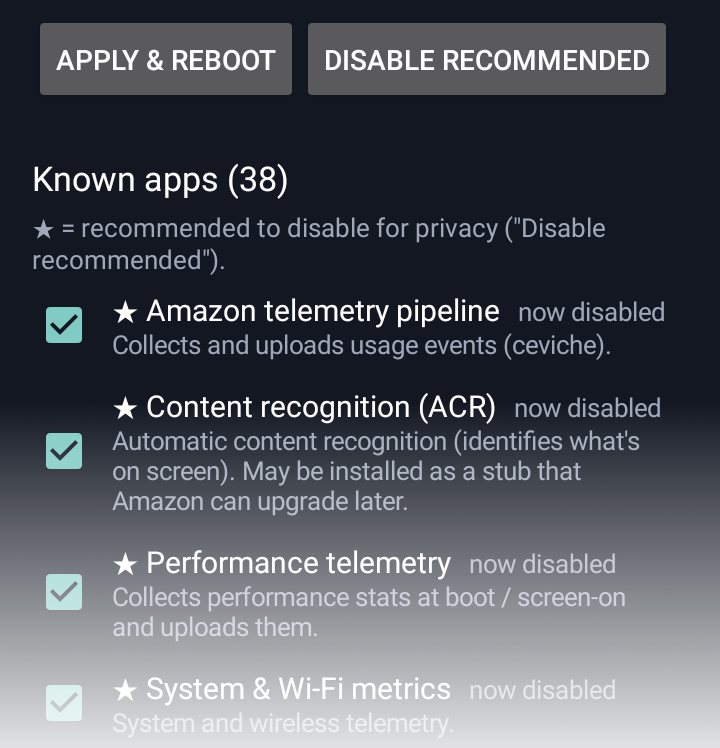 APPLY & REBOOT DISABLE RECOMMENDED
Known apps (38)
★ = recommended to disable for privacy ("Disable
recommended").
★ Amazon telemetry pipeline now disabled
Collects and uploads usage events (ceviche).
★ Content recognition (ACR) now disabled
Automatic content recognition (identifies what's
on screen). May be installed as a stub that
Amazon can upgrade later.
★ Performance telemetry now disabled
Collects performance stats at boot / screen-on
and uploads them.
★ System & Wi-Fi metrics now disabled
System and wireless telemetry.